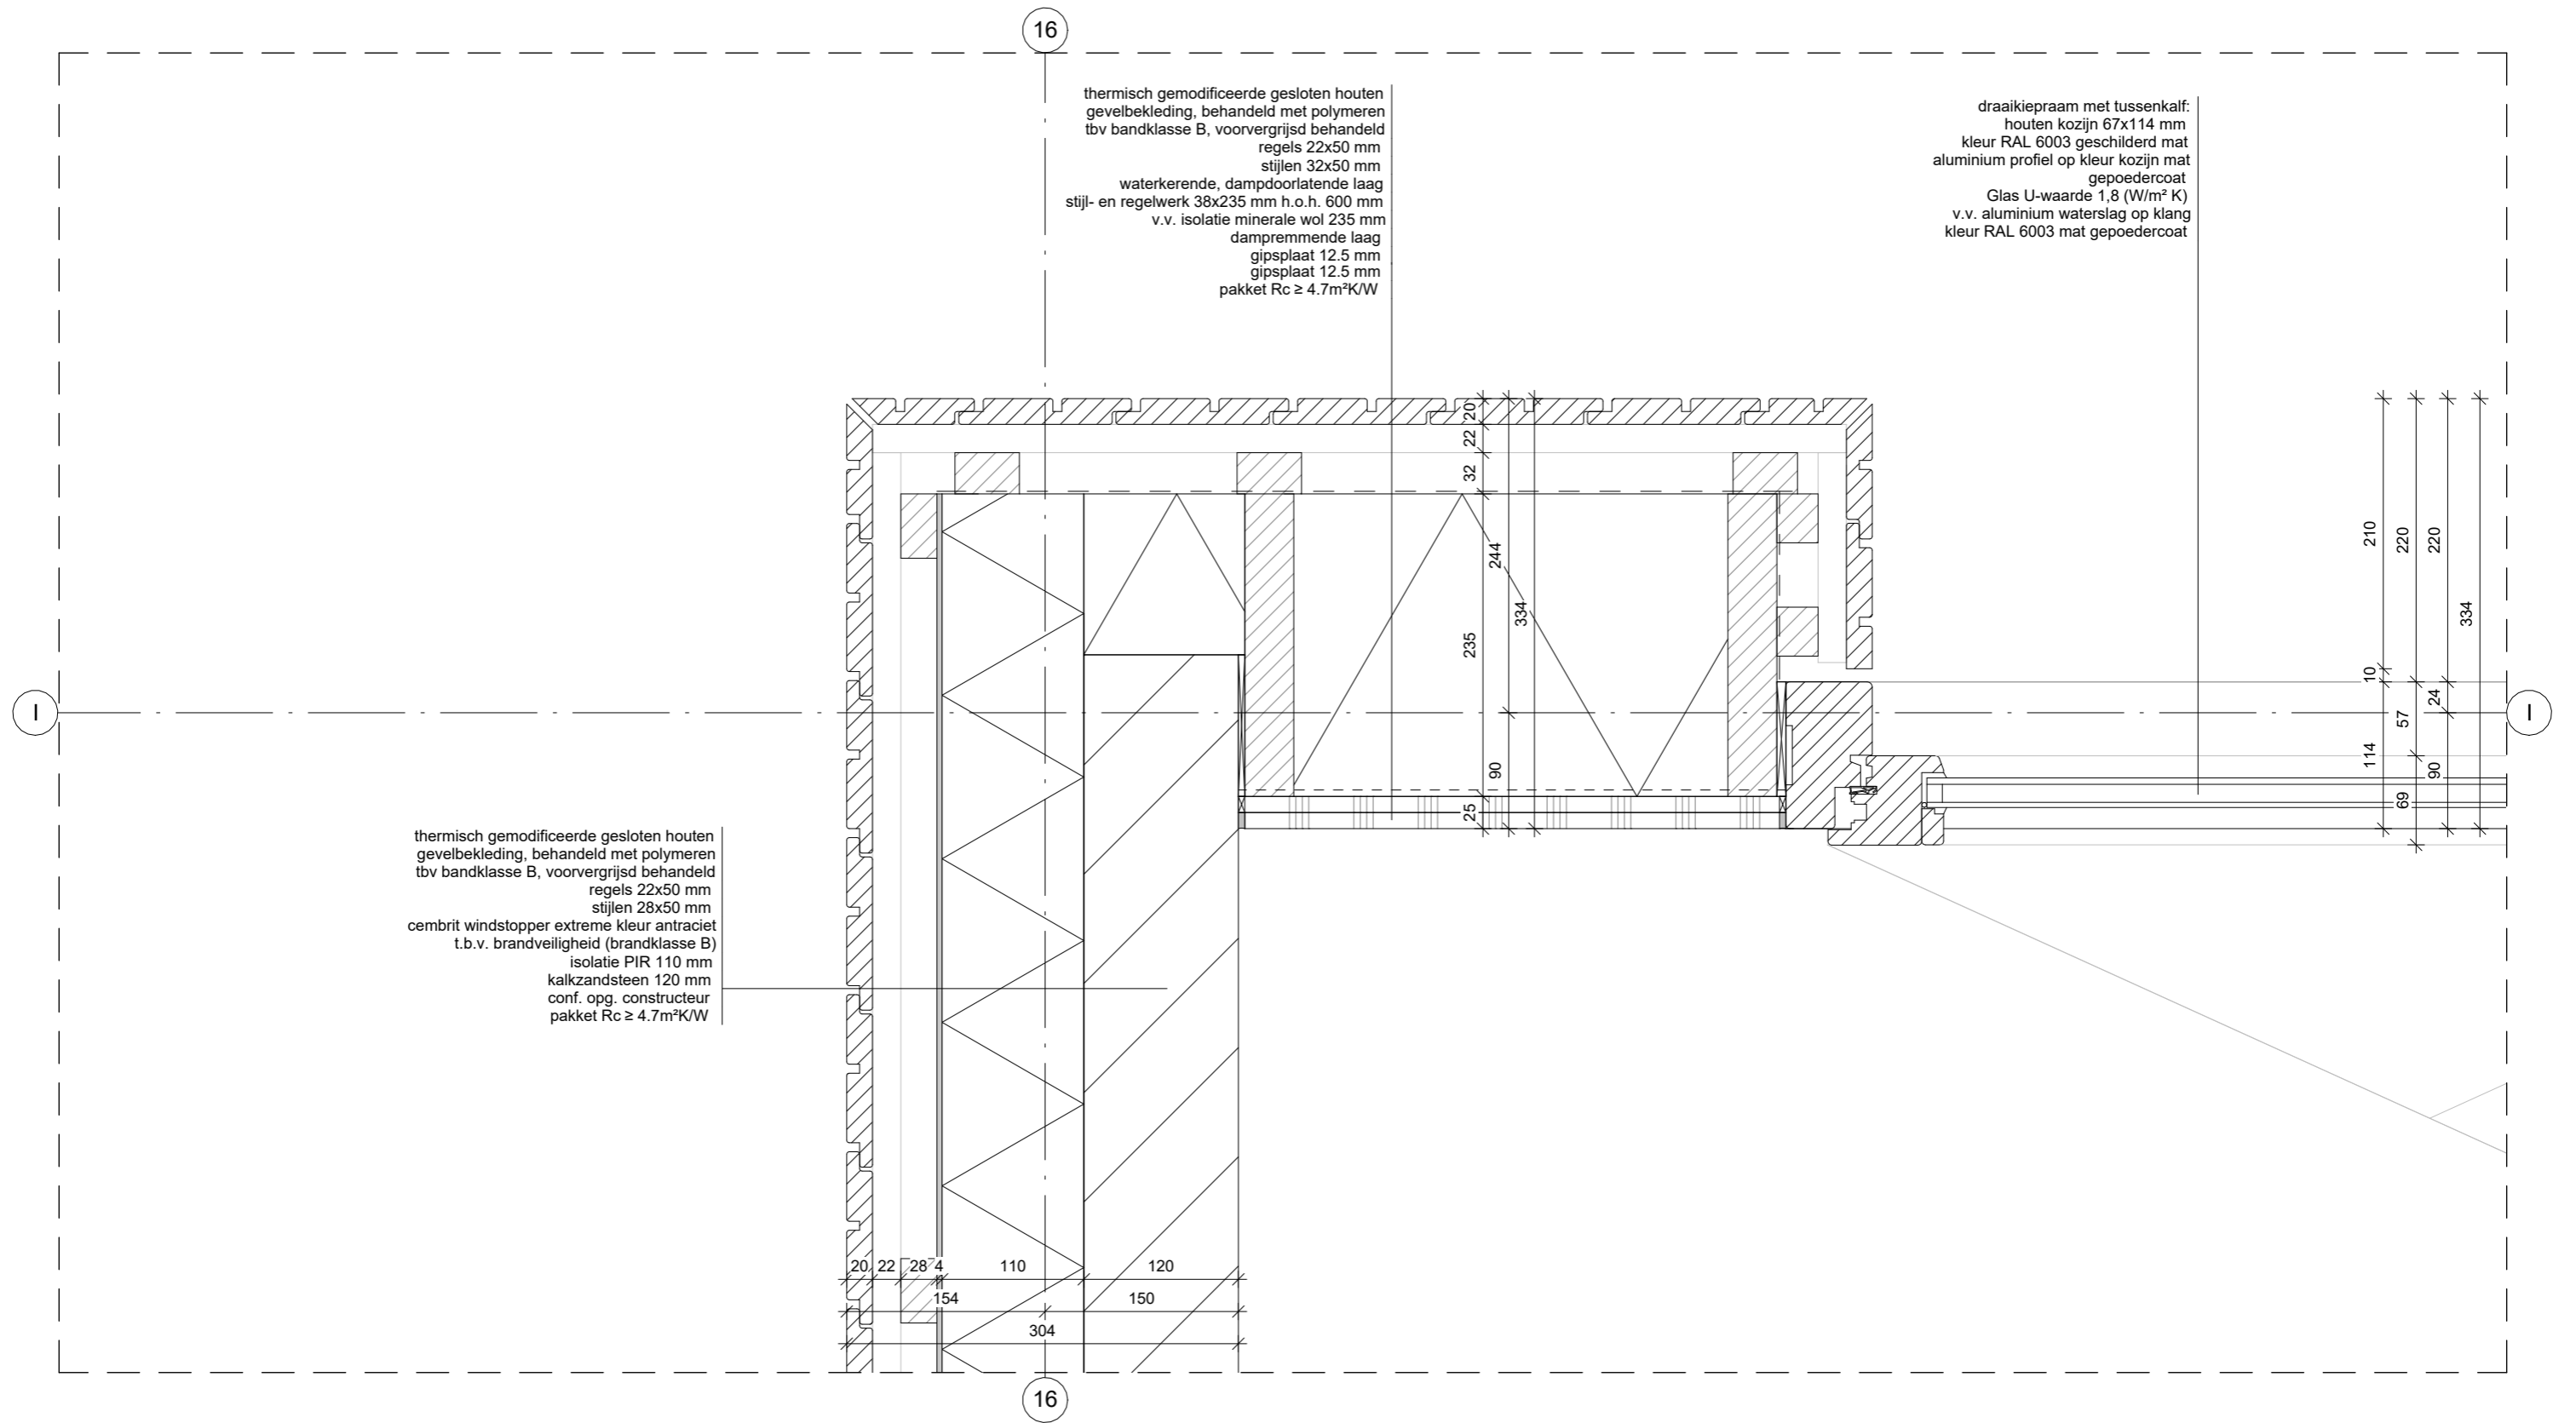 16
thermisch gemodificeerde gesloten houten
gevelbekleding, behandeld met polymeren
tbv bandklasse B, voorvergrijsd behandeld
regels 22x50 mm
stijlen 32x50 mm
waterkerende, dampdoorlatende laag
stijl- en regelwerk 38x235 mm h.o.h. 600 mm
v.v. isolatie minerale wol 235 mm
dampremmende laag
gipsplaat 12.5 mm
gipsplaat 12.5 mm
pakket Rc ≥ 4.7m²K/W
draaikiepraam met tussenkalf:
houten kozijn 67x114 mm
kleur RAL 6003 geschilderd mat
aluminium profiel op kleur kozijn mat
gepoedercoat
Glas U-waarde 1,8 (W/m² K)
v.v. aluminium waterslag op klang
kleur RAL 6003 mat gepoedercoat
20
22
32
235
25
244
90
334
210
10
114
220
57
69
220
24
90
334
I
I
thermisch gemodificeerde gesloten houten
gevelbekleding, behandeld met polymeren
tbv bandklasse B, voorvergrijsd behandeld
regels 22x50 mm
stijlen 28x50 mm
cembrit windstopper extreme kleur antraciet
t.b.v. brandveiligheid (brandklasse B)
isolatie PIR 110 mm
kalkzandsteen 120 mm
conf. opg. constructeur
pakket Rc ≥ 4.7m²K/W
20 22 28 4 110 120
154 150
304
16